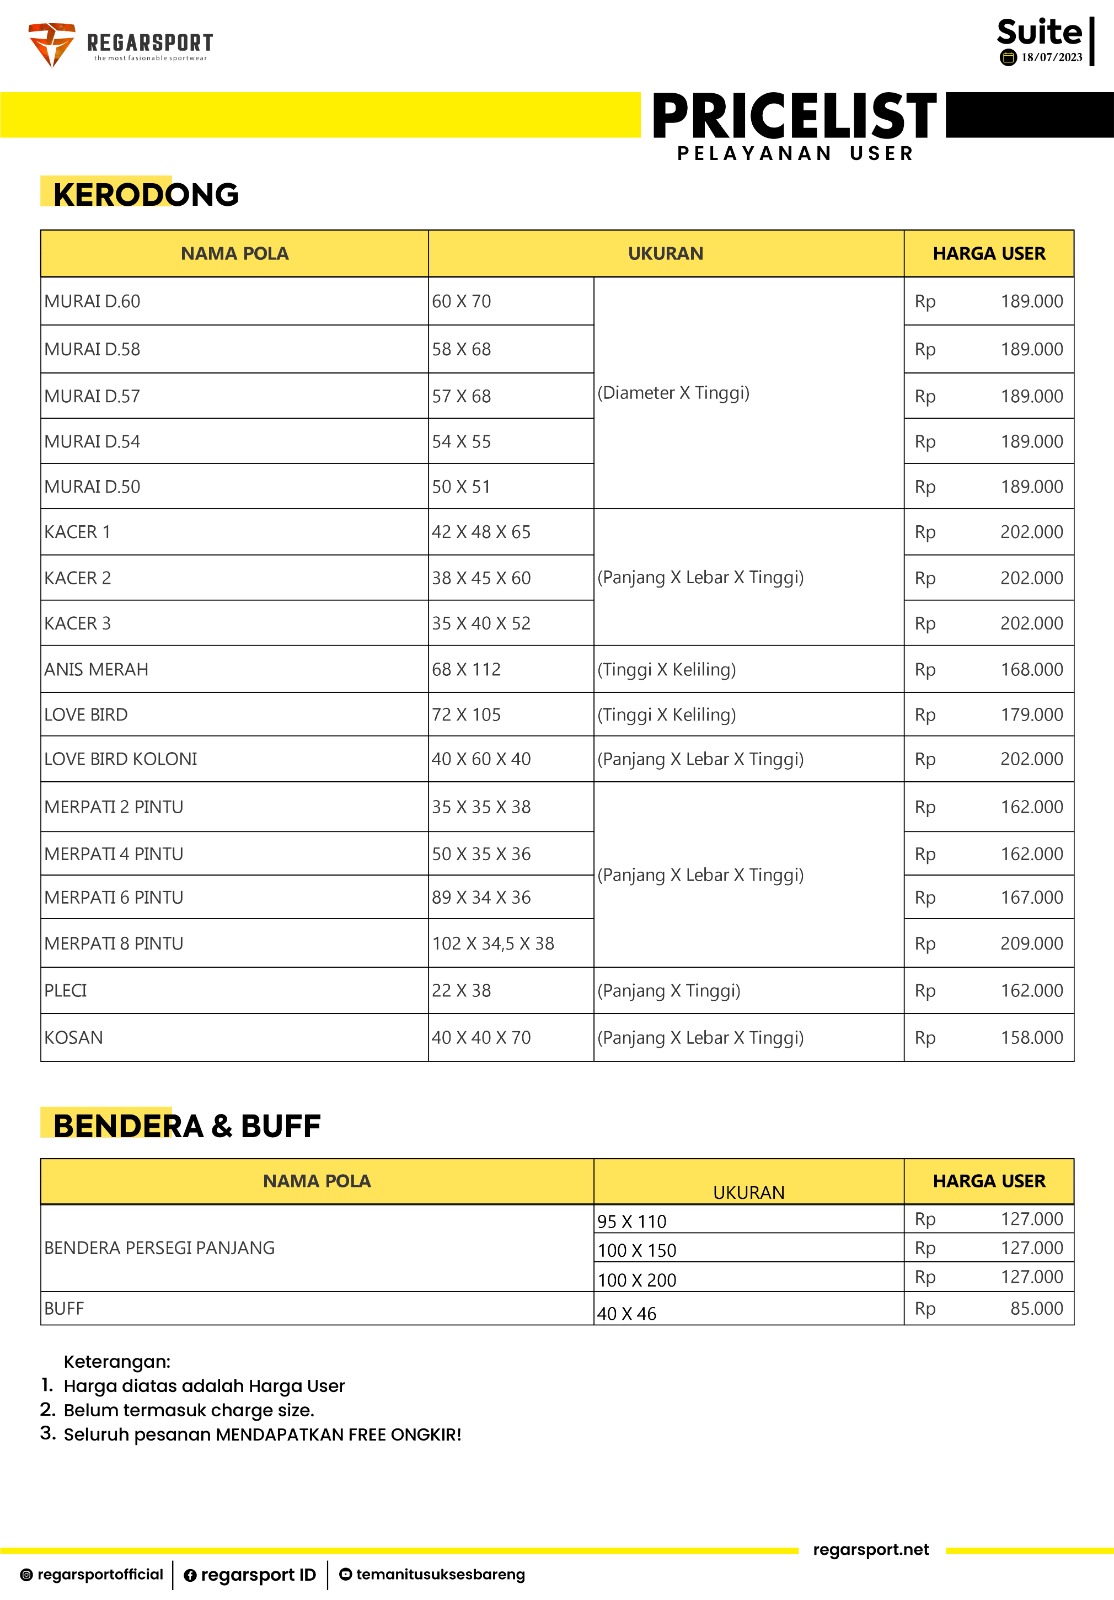 REGARSPORT
the most fasionable sportwear
Suite
18/07/2023
PRICELIST
PELAYANAN USER
KERODONG
NAMA POLA UKURAN HARGA USER
MURAI D.60 60 X 70 Rp 189.000
MURAI D.58 58 X 68 Rp 189.000
(Diameter X Tinggi)
MURAI D.57 57 X 68 Rp 189.000
MURAI D.54 54 X 55 Rp 189.000
MURAI D.50 50 X 51 Rp 189.000
KACER 1 42 X 48 X 65 Rp 202.000
KACER 2 38 X 45 X 60 (Panjang X Lebar X Tinggi) Rp 202.000
KACER 3 35 X 40 X 52 Rp 202.000
ANIS MERAH 68 X 112 (Tinggi X Keliling) Rp 168.000
LOVE BIRD 72 X 105 (Tinggi X Keliling) Rp 179.000
LOVE BIRD KOLONI 40 X 60 X 40 (Panjang X Lebar X Tinggi) Rp 202.000
MERPATI 2 PINTU 35 X 35 X 38 Rp 162.000
MERPATI 4 PINTU 50 X 35 X 36 Rp 162.000
(Panjang X Lebar X Tinggi)
MERPATI 6 PINTU 89 X 34 X 36 Rp 167.000
MERPATI 8 PINTU 102 X 34,5 X 38 Rp 209.000
PLECI 22 X 38 (Panjang X Tinggi) Rp 162.000
KOSAN 40 X 40 X 70 (Panjang X Lebar X Tinggi) Rp 158.000
BENDERA & BUFF
NAMA POLA UKURAN HARGA USER
95 X 110 Rp 127.000
BENDERA PERSEGI PANJANG 100 X 150 Rp 127.000
100 X 200 Rp 127.000
BUFF 40 X 46 Rp 85.000
Keterangan:
1. Harga diatas adalah Harga User
2. Belum termasuk charge size.
3. Seluruh pesanan MENDAPATKAN FREE ONGKIR!
regarsport.net
regarsportofficial regarsport ID temanitusuksesbareng